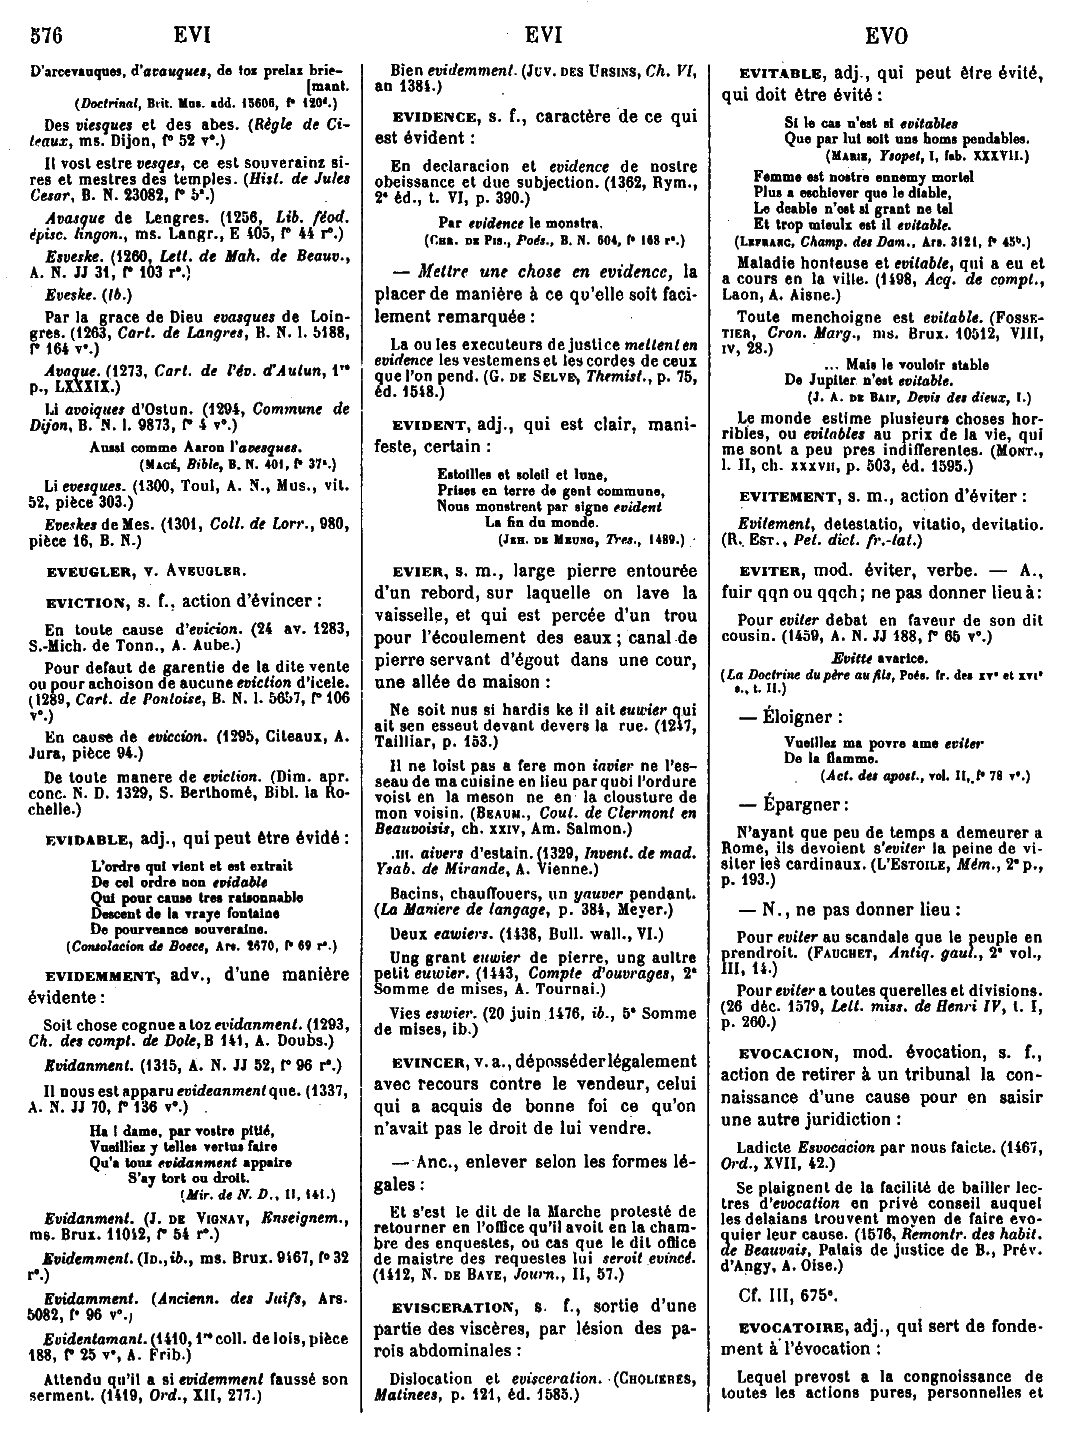 576 EVI EVI EVO
D'arcevauques, d'avauques, de toz prelaz brie-
[mant.
(Doctrinal, Brit. Mus. add. 15606, f° 120ᵈ.)
Des viesques et des abes. (Règle de Ci-
teaux, ms. Dijon, f° 52 v°.)
Il vost estre vesges, ce est souverainz si-
res et mestres des temples. (Hist. de Jules
Cesar, B. N. 23082, f° 5ᵉ.)
Avasque de Lengres. (1256, Lib. féod.
épisc. lingon., ms. Langr., E 405, f° 44 r°.)
Esveske. (1260, Lett. de Mah. de Beauv.,
A. N. JJ 31, f° 103 r°.)
Eveske. (Ib.)
Par la grace de Dieu evasques de Loin-
gres. (1263, Cart. de Langres, B. N. l. 5188,
f° 164 v°.)
Avaque. (1273, Cart. de l'év. d'Autun, 1ʳᵉ
p., LXXXIX.)
Li avoiques d'Ostun. (1294, Commune de
Dijon, B. N. l. 9873, f° 4 v°.)
Aussi comme Aaron l'avesques.
(MACÉ, Bible, B. N. 401, f° 37ᵃ.)
Li evesques. (1300, Toul, A. N., Mus., vit.
52, pièce 303.)
Eveskes de Mes. (1301, Coll. de Lorr., 980,
pièce 16, B. N.)
EVEUGLER, V. AVEUGLER.
EVICTION, s. f., action d'évincer :
En toute cause d'evicion. (24 av. 1283,
S.-Mich. de Tonn., A. Aube.)
Pour defaut de garentie de la dite vente
ou pour achoison de aucune eviction d'icele.
(1289, Cart. de Pontoise, B. N. l. 5657, f° 106
v°.)
En cause de eviccion. (1295, Citeaux, A.
Jura, pièce 94.)
De toute manere de eviction. (Dim. apr.
conc. N. D. 1329, S. Berthomé, Bibl. la Ro-
chelle.)
EVIDABLE, adj., qui peut être évidé :
L'ordre qui vient et est extrait
De cel ordre non evidable
Qui pour cause tres raisonnable
Descent de la vraye fontaine
De pourveance souveraine.
(Consolacion de Boece, Ars. 2670, f° 69 r°.)
EVIDEMMENT, adv., d'une manière
évidente :
Soit chose cognue a toz evidanment. (1293,
Ch. des compt. de Dole, B 141, A. Doubs.)
Evidanment. (1315, A. N. JJ 52, f° 96 r°.)
Il nous est apparu evideanment que. (1337,
A. N. JJ 70, f° 136 v°.)
Ha ! dame, par vostre pitié,
Vueilliez y telles vertus faire
Qu'a touz evidanment appaire
S'ay tort ou droit.
(Mir. de N. D., II, 141.)
Evidanment. (J. DE VIGNAY, Enseignem.,
ms. Brux. 11042, f° 54 r°.)
Evidemment. (ID., ib., ms. Brux. 9467, f° 32
r°.)
Evidamment. (Ancienn. des Juifs, Ars.
5082, f° 96 v°.)
Evidentamant. (1410, 1ʳᵉ coll. de lois, pièce
188, f° 25 v°, A. Frib.)
Attendu qu'il a si evidemment faussé son
serment. (1419, Ord., XII, 277.)
Bien evidemment. (JUV. DES URSINS, Ch. VI,
an 1384.)
EVIDENCE, s. f., caractère de ce qui
est évident :
En declaracion et evidence de nostre
obeissance et due subjection. (1362, Rym.,
2ᵉ éd., t. VI, p. 390.)
Par evidence le monstra.
(CHR. DE PIS., Poés., B. N. 604, f° 168 r°.)
— Mettre une chose en evidence, la
placer de manière à ce qu'elle soit faci-
lement remarquée :
La ou les executeurs de justice mettent en
evidence les vestemens et les cordes de ceux
que l'on pend. (G. DE SELVE, Themist., p. 75,
éd. 1548.)
EVIDENT, adj., qui est clair, mani-
feste, certain :
Estoilles et soleil et lune,
Prises en terre de gent commune,
Nous monstrent par signe evident
La fin du monde.
(JEH. DE MEUNG, Tres., 1489.)
EVIER, s. m., large pierre entourée
d'un rebord, sur laquelle on lave la
vaisselle, et qui est percée d'un trou
pour l'écoulement des eaux ; canal de
pierre servant d'égout dans une cour,
une allée de maison :
Ne soit nus si hardis ke il ait euwier qui
ait sen esseut devant devers la rue. (1247,
Tailliar, p. 153.)
Il ne loist pas a fere mon iavier ne l'es-
seau de ma cuisine en lieu par quoi l'ordure
voist en la meson ne en la clousture de
mon voisin. (BEAUM., Cout. de Clermont en
Beauvoisis, ch. XXIV, Am. Salmon.)
.III. aivers d'estain. (1329, Invent. de mad.
Ysab. de Mirande, A. Vienne.)
Bacins, chauffouers, un yauver pendant.
(La Maniere de langage, p. 384, Meyer.)
Deux eawiers. (1438, Bull. wall., VI.)
Ung grant euwier de pierre, ung aultre
petit euwier. (1443, Compte d'ouvrages, 2ᵉ
Somme de mises, A. Tournai.)
Vies eswier. (20 juin 1476, ib., 5ᵉ Somme
de mises, ib.)
EVINCER, v. a., déposséder légalement
avec recours contre le vendeur, celui
qui a acquis de bonne foi ce qu'on
n'avait pas le droit de lui vendre.
— Anc., enlever selon les formes lé-
gales :
Et s'est le dit de la Marche protesté de
retourner en l'office qu'il avoit en la cham-
bre des enquestes, ou cas que le dit office
de maistre des requestes lui seroit evincé.
(1412, N. DE BAYE, Journ., II, 57.)
EVISCERATION, s. f., sortie d'une
partie des viscères, par lésion des pa-
rois abdominales :
Dislocation et evisceration. (CHOLIERES,
Matinees, p. 121, éd. 1585.)
EVITABLE, adj., qui peut être évité,
qui doit être évité :
Si le cas n'est si evitables
Que par lui soit uns homs pendables.
(MARIE, Ysopet, I, fab. XXXVII.)
Femme est nostre ennemy mortel
Plus a eschiever que le diable,
Le deable n'est si grant ne tel
Et trop mieulx est il evitable.
(LEFRANC, Champ. des Dam., Ars. 3121, f° 45ᵇ.)
Maladie honteuse et evitable, qui a eu et
a cours en la ville. (1498, Acq. de compt.,
Laon, A. Aisne.)
Toute menchoigne est evitable. (FOSSE-
TIER, Cron. Marg., ms. Brux. 10512, VIII,
IV, 28.)
... Mais le vouloir stable
De Jupiter n'est evitable.
(J. A. DE BAIF, Devis des dieux, I.)
Le monde estime plusieurs choses hor-
ribles, ou evitables au prix de la vie, qui
me sont a peu pres indifferentes. (MONT.,
l. II, ch. XXXVII, p. 503, éd. 1595.)
EVITEMENT, s. m., action d'éviter :
Evitement, detestatio, vitatio, devitatio.
(R. EST., Pet. dict. fr.-lat.)
EVITER, mod. éviter, verbe. — A.,
fuir qqn ou qqch ; ne pas donner lieu à :
Pour eviter debat en faveur de son dit
cousin. (1459, A. N. JJ 188, f° 65 v°.)
Evitte avarice.
(La Doctrine du père au fils, Poés. fr. des XVᵉ et XVIᵉ
s., t. II.)
— Éloigner :
Vueillez ma povre ame eviter
De la flamme.
(Act. des apost., vol. II, f° 78 v°.)
— Épargner :
N'ayant que peu de temps a demeurer a
Rome, ils devoient s'eviter la peine de vi-
siter les cardinaux. (L'ESTOILE, Mém., 2ᵉ p.,
p. 193.)
— N., ne pas donner lieu :
Pour eviter au scandale que le peuple en
prendroit. (FAUCHET, Antiq. gaul., 2ᵉ vol.,
III, 14.)
Pour eviter a toutes querelles et divisions.
(26 déc. 1579, Lett. miss. de Henri IV, t. I,
p. 260.)
EVOCACION, mod. évocation, s. f.,
action de retirer à un tribunal la con-
naissance d'une cause pour en saisir
une autre juridiction :
Ladicte Esvocacion par nous faicte. (1467,
Ord., XVII, 42.)
Se plaignent de la facilité de bailler lec-
tres d'evocation en privé conseil auquel
les delaians trouvent moyen de faire evo-
quier leur cause. (1576, Remontr. des habit.
de Beauvais, Palais de justice de B., Prév.
d'Angy, A. Oise.)
Cf. III, 675ᵃ.
EVOCATOIRE, adj., qui sert de fonde-
ment à l'évocation :
Lequel prevost a la congnoissance de
toutes les actions pures, personnelles et